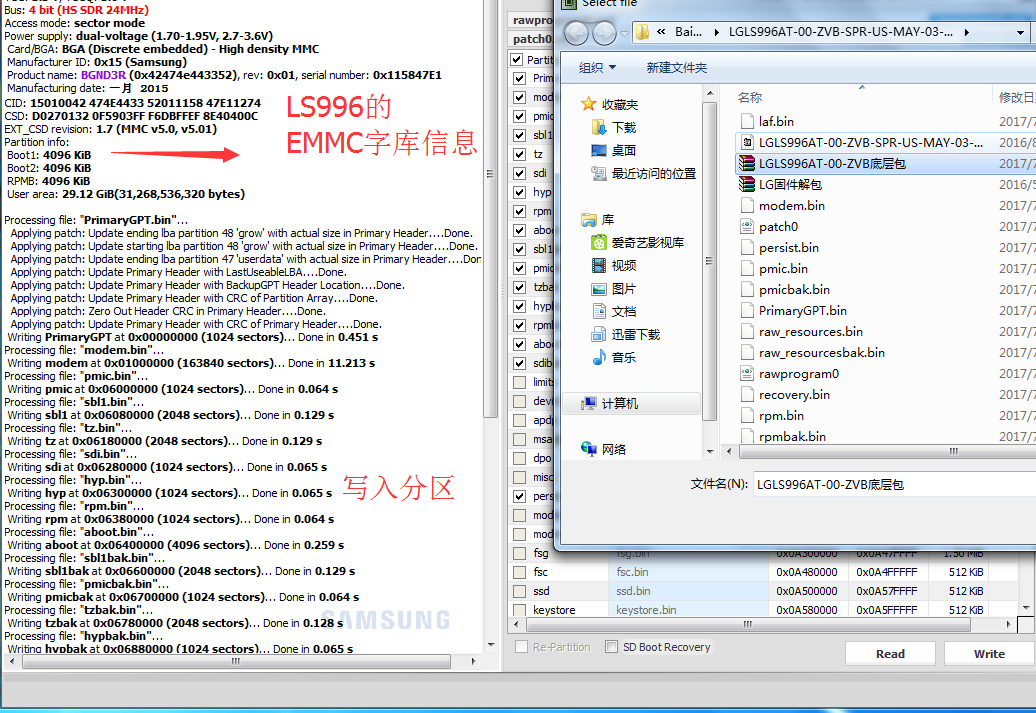 Bus: 4 bit (HS SDR 24MHz)
Access mode: sector mode
Power supply: dual-voltage (1.70-1.95V, 2.7-3.6V)
Card/BGA: BGA (Discrete embedded) - High density MMC
Manufacturer ID: 0x15 (Samsung)
Product name: BGND3R (0x42474e443352), rev: 0x01, serial number: 0x115847E1
Manufacturing date: 一月 2015
CID: 15010042 474E4433 52011158 47E11274
CSD: D0270132 0F5903FF F6DBFFEF 8E40400C
EXT_CSD revision: 1.7 (MMC v5.0, v5.01)
Partition info:
Boot1: 4096 KiB
Boot2: 4096 KiB
RPMB: 4096 KiB
User area: 29.12 GiB(31,268,536,320 bytes)
LS996的
EMMC字库信息
Processing file: "PrimaryGPT.bin"...
Applying patch: Update ending lba partition 48 'grow' with actual size in Primary Header....Done.
Applying patch: Update starting lba partition 48 'grow' with actual size in Primary Header....Done.
Applying patch: Update ending lba partition 47 'userdata' with actual size in Primary Header....Don
Applying patch: Update Primary Header with LastUseableLBA....Done.
Applying patch: Update Primary Header with BackupGPT Header Location....Done.
Applying patch: Update Primary Header with CRC of Partition Array....Done.
Applying patch: Zero Out Header CRC in Primary Header....Done.
Applying patch: Update Primary Header with CRC of Primary Header....Done.
Writing PrimaryGPT at 0x00000000 (1024 sectors)... Done in 0.451 s
Processing file: "modem.bin"...
Writing modem at 0x01000000 (163840 sectors)... Done in 11.213 s
Processing file: "pmic.bin"...
Writing pmic at 0x06000000 (1024 sectors)... Done in 0.064 s
Processing file: "sbl1.bin"...
Writing sbl1 at 0x06080000 (2048 sectors)... Done in 0.129 s
Processing file: "tz.bin"...
Writing tz at 0x06180000 (2048 sectors)... Done in 0.129 s
Processing file: "sdi.bin"...
Writing sdi at 0x06280000 (1024 sectors)... Done in 0.065 s
Processing file: "hyp.bin"...
Writing hyp at 0x06300000 (1024 sectors)... Done in 0.065 s
写入分区
Processing file: "rpm.bin"...
Writing rpm at 0x06380000 (1024 sectors)... Done in 0.064 s
Processing file: "aboot.bin"...
Writing aboot at 0x06400000 (4096 sectors)... Done in 0.259 s
Processing file: "sbl1bak.bin"...
Writing sbl1bak at 0x06600000 (2048 sectors)... Done in 0.129 s
Processing file: "pmicbak.bin"...
Writing pmicbak at 0x06700000 (1024 sectors)... Done in 0.064 s
Processing file: "tzbak.bin"...
Writing tzbak at 0x06780000 (2048 sectors)... Done in 0.128 s
Processing file: "hypbak.bin"...
Writing hypbak at 0x06880000 (1024 sectors)... Done in 0.065 s
SAMSUNG
rawpro
patch0
Partiti
Prim
mod
pmic
sbl1
tz
sdi
hyp
rpm
aboo
sbl1
pmic
tzba
hypl
rpml
aboo
sdib
limit
devi
apdp
msa
dpo
misc
pers
mod
mod
fsg fsg.bin 0x0A300000 0x0A47FFFF 1.50 MiB
fsc fsc.bin 0x0A480000 0x0A4FFFFF 512 KiB
ssd ssd.bin 0x0A500000 0x0A57FFFF 512 KiB
keystore keystore.bin 0x0A580000 0x0A5FFFFF 512 KiB
Re-Partition SD Boot Recovery Read Write
Select file
« Bai... LGLS996AT-00-ZVB-SPR-US-MAY-03-...
组织 新建文件夹
收藏夹
下载
桌面
最近访问的位置
库
爱奇艺影视库
视频
图片
文档
迅雷下载
音乐
计算机
网络
名称 修改日
laf.bin 2017/7
LGLS996AT-00-ZVB-SPR-US-MAY-03-... 2016/8
LGLS996AT-00-ZVB底层包 2017/7
LG固件解包 2016/5
modem.bin 2017/7
patch0 2017/7
persist.bin 2017/7
pmic.bin 2017/7
pmicbak.bin 2017/7
PrimaryGPT.bin 2017/7
raw_resources.bin 2017/7
raw_resourcesbak.bin 2017/7
rawprogram0 2017/7
recovery.bin 2017/7
rpm.bin 2017/7
rpmbak.bin 2017/7
文件名(N): LGLS996AT-00-ZVB底层包